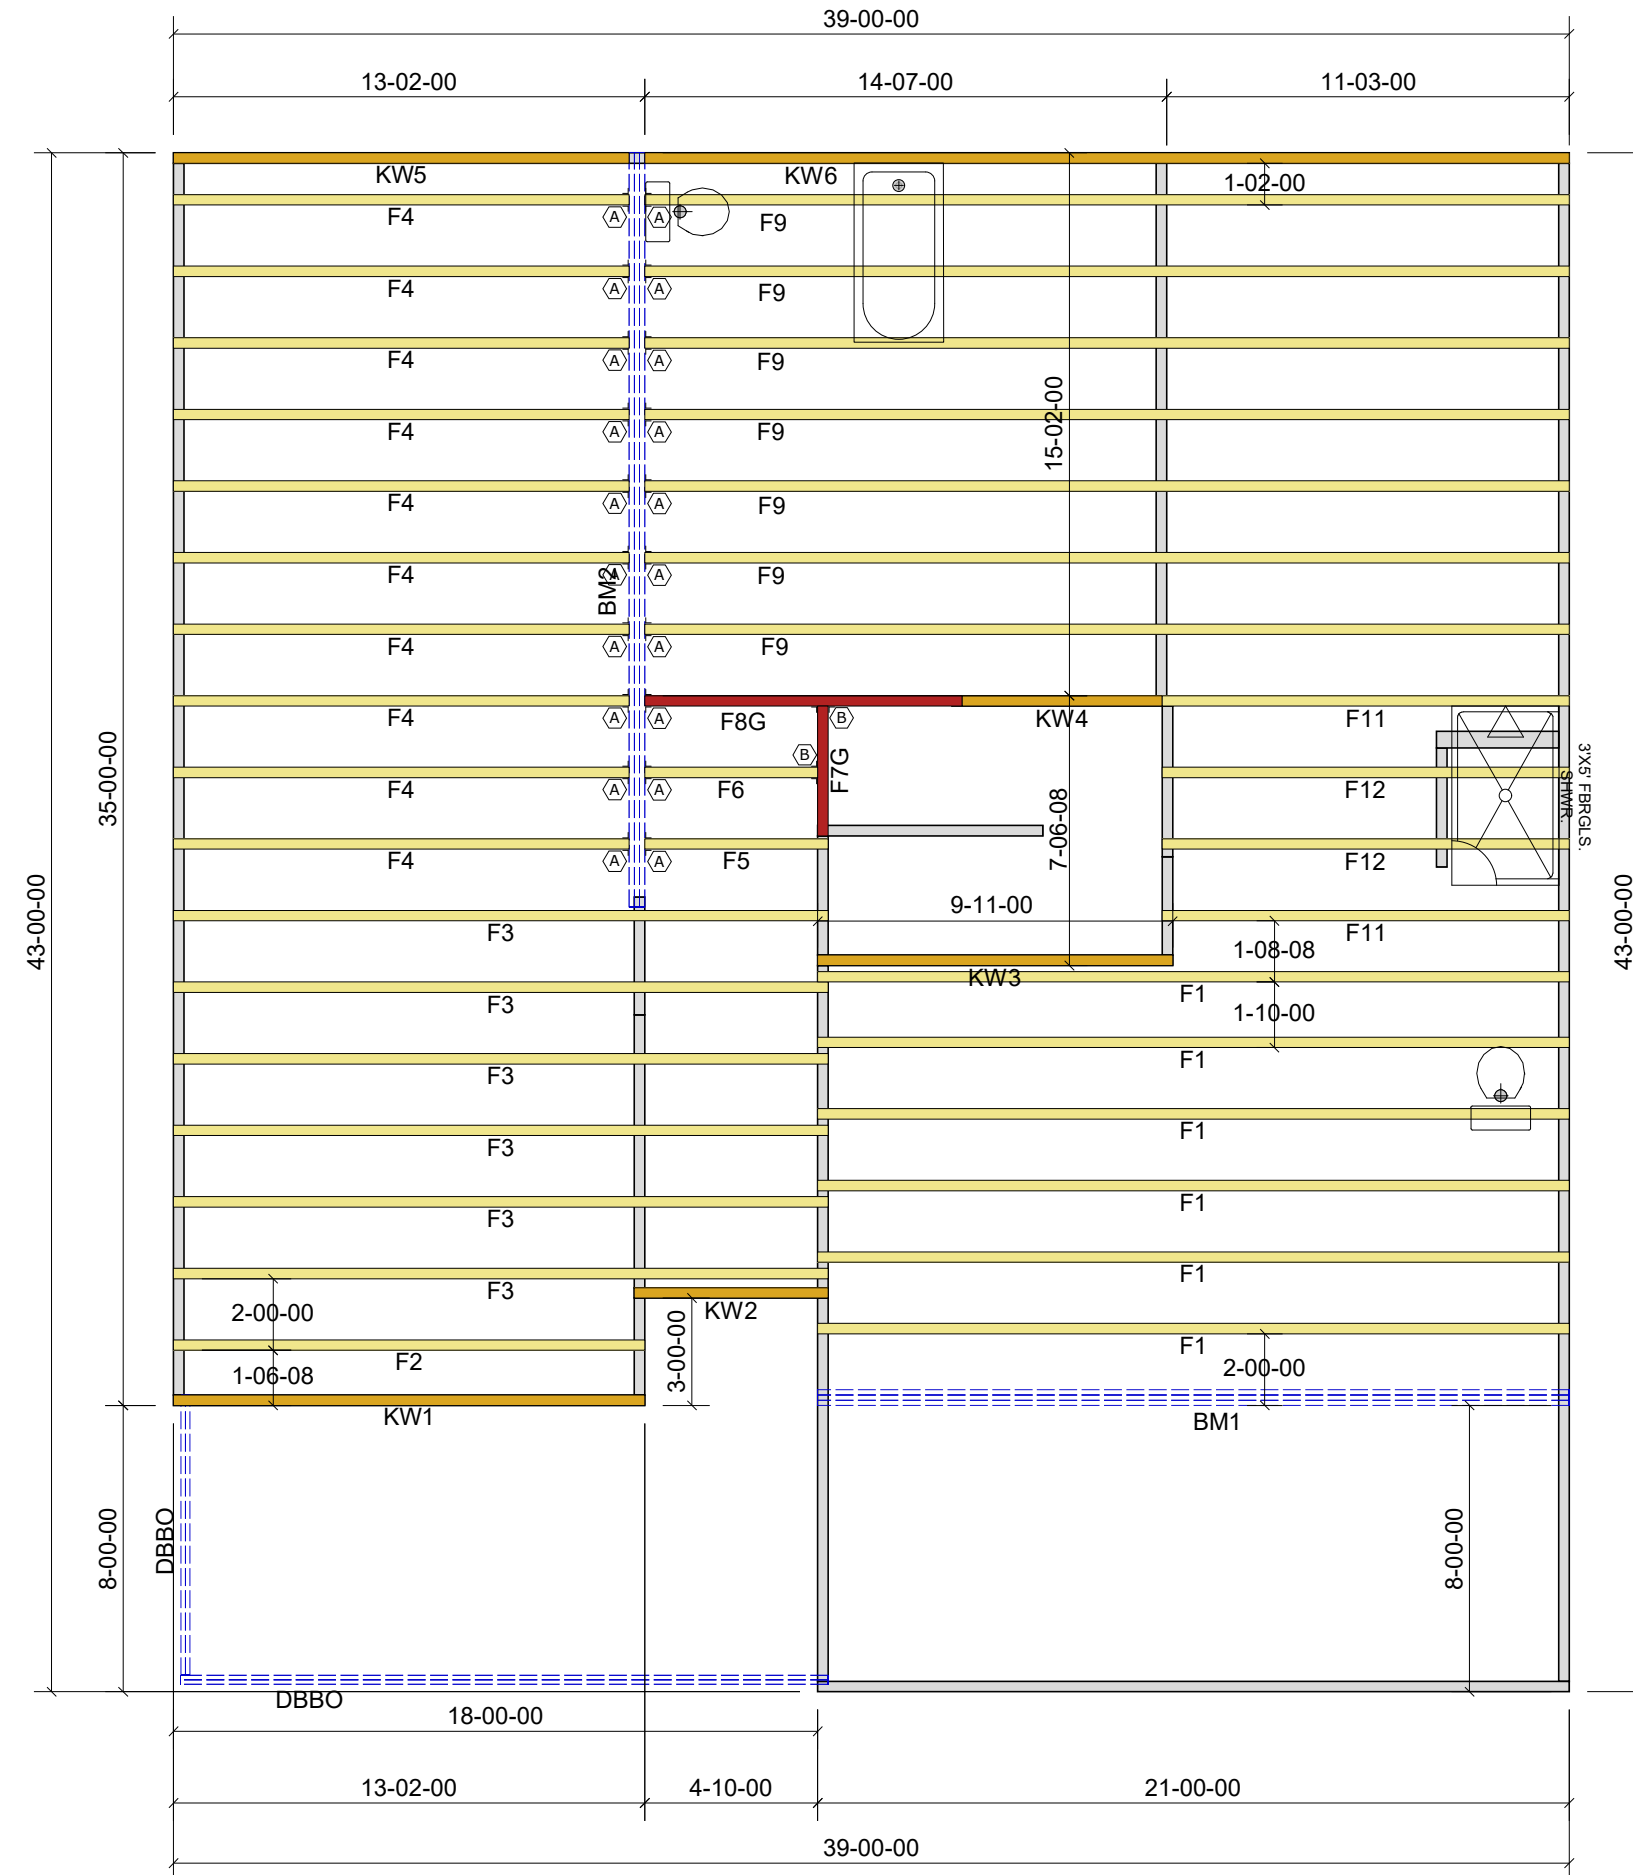 39-00-00
13-02-00 14-07-00 11-03-00
KW5 KW6 1-02-00
F4 A A F9
F4 A A F9
F4 A A F9
15-02-00
F4 A A F9
F4 A A F9
F4 A A F9
BM2
F4 A A F9
F4 A A F8G B KW4 F11
35-00-00
B F7G
3'X5' FBRGLS.
SHWR.
F4 A A F6 F12
7-06-08
F4 A A F5 F12
9-11-00
43-00-00
43-00-00
F3 F11
1-08-08
KW3
F3 F1
1-10-00
F3 F1
F3 F1
F3 F1
F3 F1
2-00-00
KW2
3-00-00
F1
F2
2-00-00
1-06-08
KW1 BM1
8-00-00
DBBO
8-00-00
DBBO
18-00-00
13-02-00 4-10-00 21-00-00
39-00-00